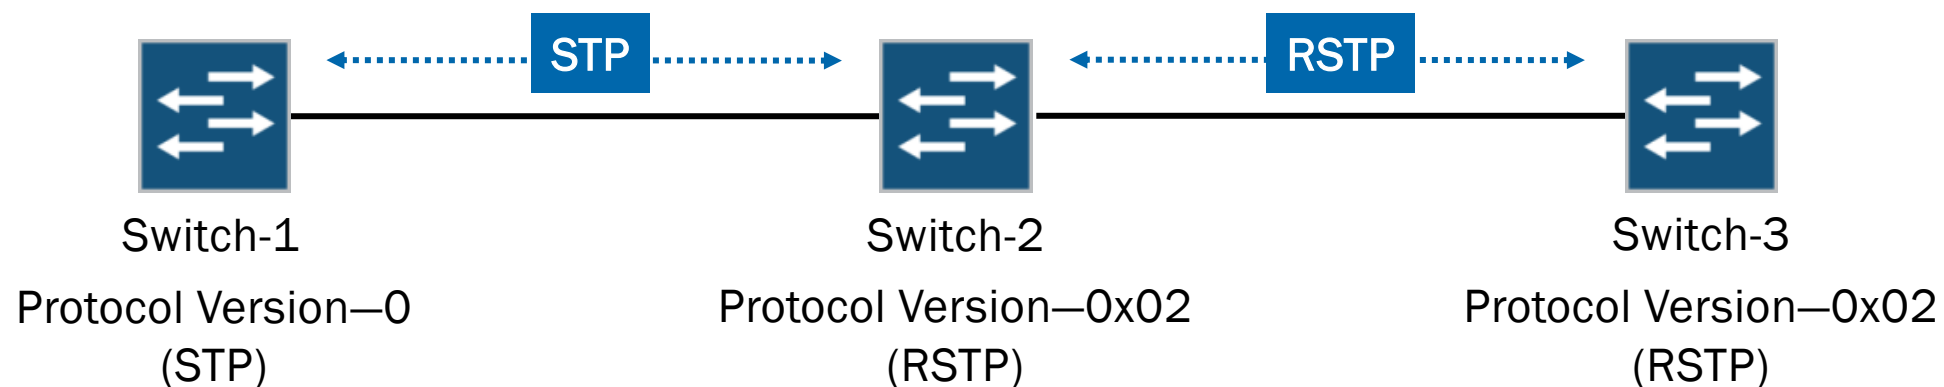 STP
RSTP
Switch-1
Switch-2
Switch-3
Protocol Version—0
(STP)
Protocol Version—0x02
(RSTP)
Protocol Version—0x02
(RSTP)